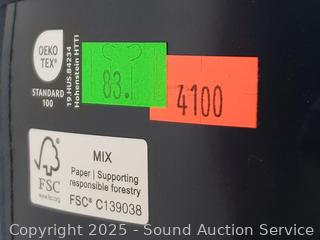 OEKO
TEX®
STANDARD
100
19.HUS.84234
Hohenstein HTTI
83.
4100
FSC
www.fsc.org
MIX
Paper | Supporting
responsible forestry
FSC® C139038
Copyright 2025 - Sound Auction Service